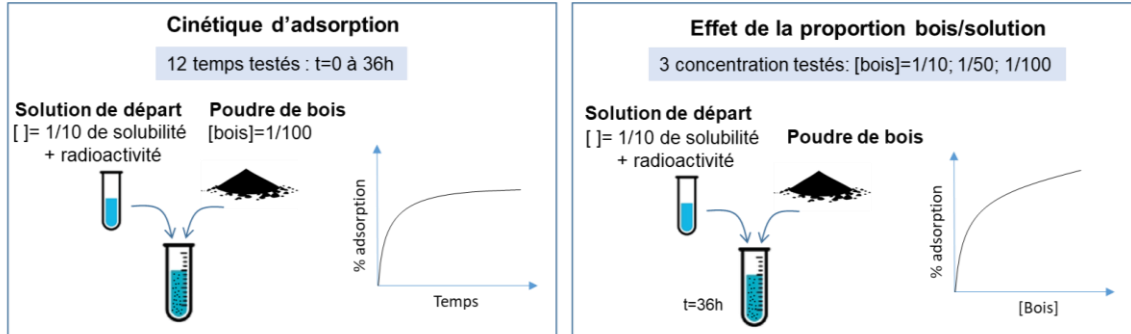 Cinétique d'adsorption
12 temps testés : t=0 à 36h
Solution de départ
[ ]= 1/10 de solubilité
+ radioactivité
Poudre de bois
[bois]=1/100
% adsorption
Temps
Effet de la proportion bois/solution
3 concentration testés: [bois]=1/10; 1/50; 1/100
Solution de départ
[ ]= 1/10 de solubilité
+ radioactivité
Poudre de bois
t=36h
% adsorption
[Bois]